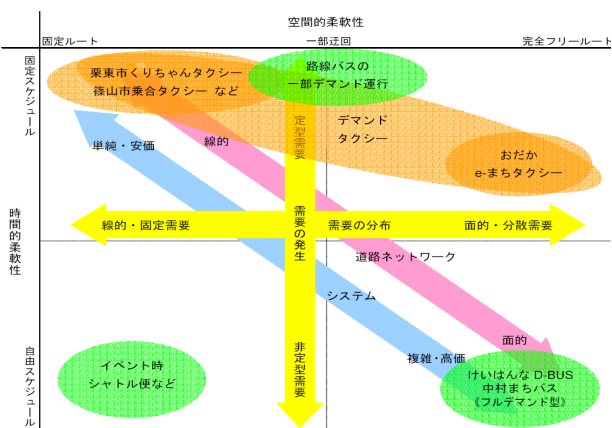 空間的柔軟性
固定ルート
一部迂回
完全フリールート
固定スケジュール
栗東市くりちゃんタクシー
篠山市乗合タクシー など
路線バスの
一部デマンド運行
定型需要
デマンド
タクシー
単純・安価
線的
おだか
e-まちタクシー
時間的柔軟性
線的・固定需要
需要の発生
需要の分布
面的・分散需要
道路ネットワーク
システム
自由スケジュール
イベント時
シャトル便など
非定型需要
面的
複雑・高価
けいはんな D-BUS
中村まちバス
《フルデマンド型》